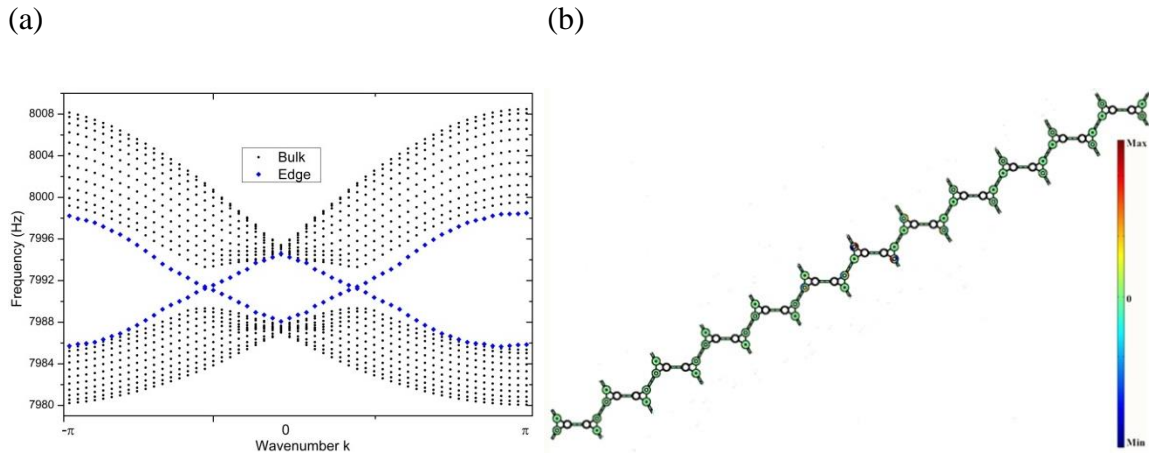 (a)
(b)
8008
8004
8000
7996
7992
7988
7984
7980
Frequency (Hz)
Bulk
Edge
-π
0
π
Wavenumber k
Max
0
Min